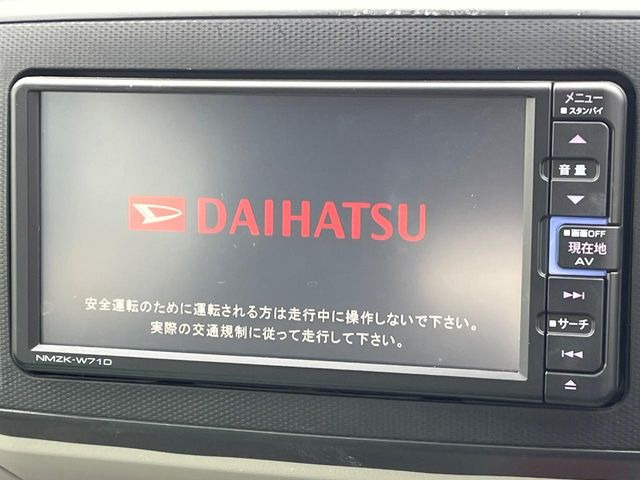 DAIHATSU
安全運転のために運転される方は走行中に操作しないで下さい。
実際の交通規制に従って走行して下さい。
NMZK-W71D
メニュー
■スタンバイ
音量
■画面OFF
現在地
AV
■サーチ